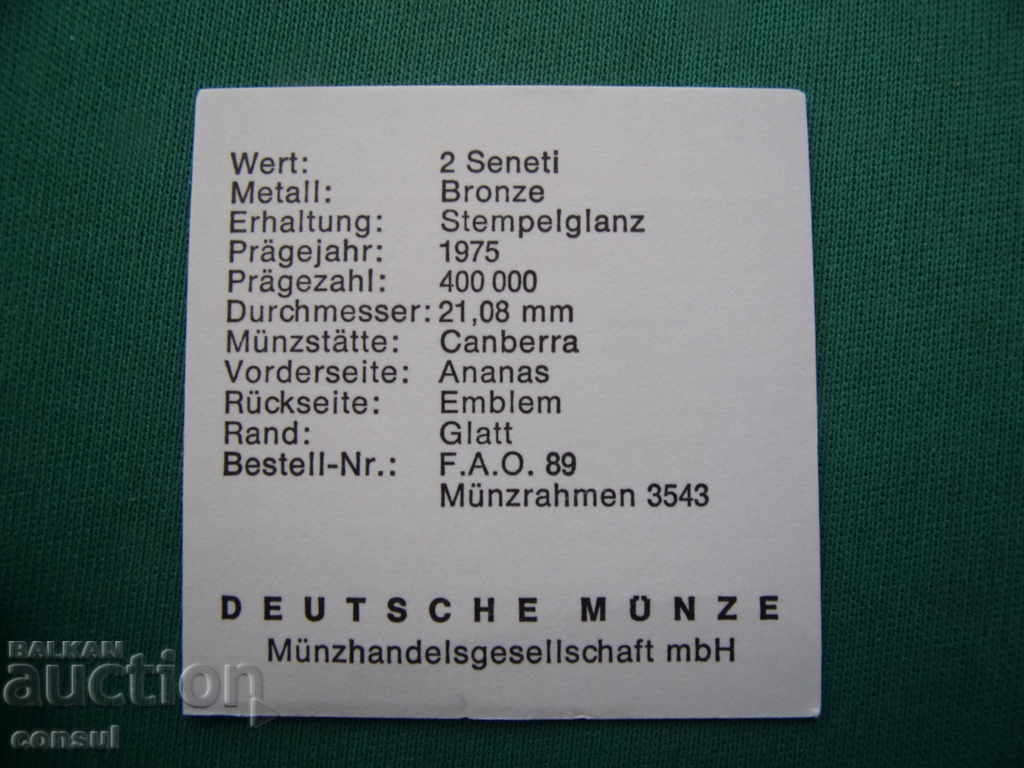 Wert: 2 Seneti
Metall: Bronze
Erhaltung: Stempelglanz
Prägejahr: 1975
Prägezahl: 400 000
Durchmesser: 21,08 mm
Münzstätte: Canberra
Vorderseite: Ananas
Rückseite: Emblem
Rand: Glatt
Bestell-Nr.: F.A.O. 89
Münzrahmen 3543
DEUTSCHE MÜNZE
Münzhandelsgesellschaft mbH
BALKAN
auction
consul